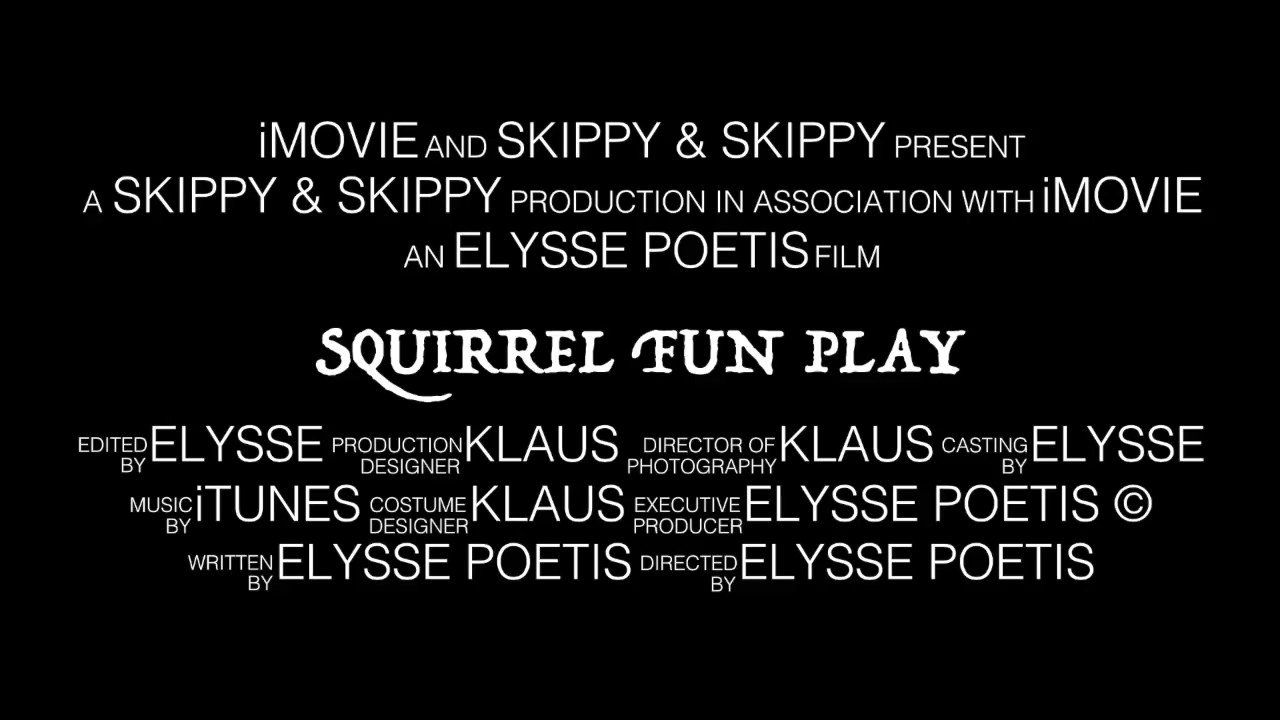 iMOVIE AND SKIPPY & SKIPPY PRESENT
A SKIPPY & SKIPPY PRODUCTION IN ASSOCIATION WITH iMOVIE
AN ELYSSE POETIS FILM
SQUIRREL FUN PLAY
EDITED BY ELYSSE PRODUCTION DESIGNER KLAUS DIRECTOR OF PHOTOGRAPHY KLAUS CASTING BY ELYSSE
MUSIC BY iTUNES COSTUME DESIGNER KLAUS EXECUTIVE PRODUCER ELYSSE POETIS ©
WRITTEN BY ELYSSE POETIS DIRECTED BY ELYSSE POETIS